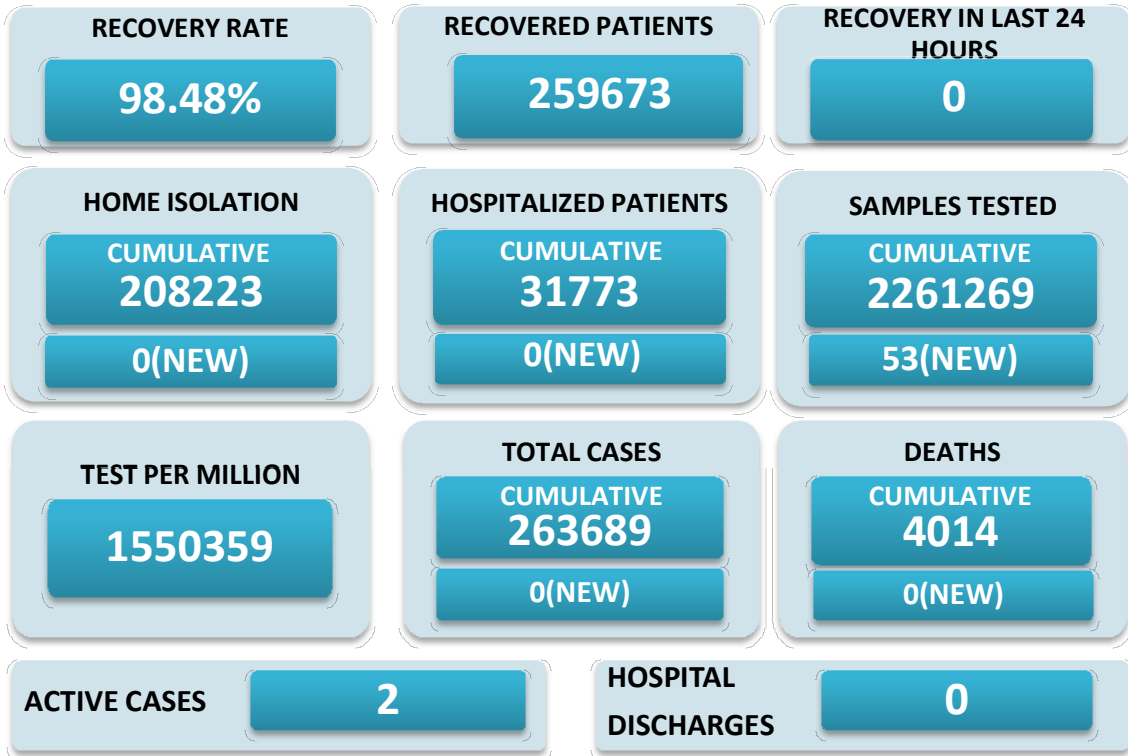 RECOVERY RATE
98.48%
RECOVERED PATIENTS
259673
RECOVERY IN LAST 24
HOURS
0
HOME ISOLATION
CUMULATIVE
208223
0(NEW)
HOSPITALIZED PATIENTS
CUMULATIVE
31773
0(NEW)
SAMPLES TESTED
CUMULATIVE
2261269
53(NEW)
TEST PER MILLION
1550359
TOTAL CASES
CUMULATIVE
263689
0(NEW)
DEATHS
CUMULATIVE
4014
0(NEW)
ACTIVE CASES
2
HOSPITAL
DISCHARGES
0